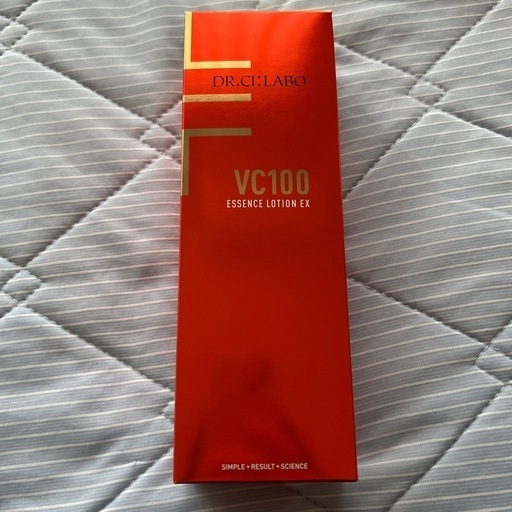 DR.CI:LABO
VC100
ESSENCE LOTION EX
SIMPLE+RESULT+SCIENCE